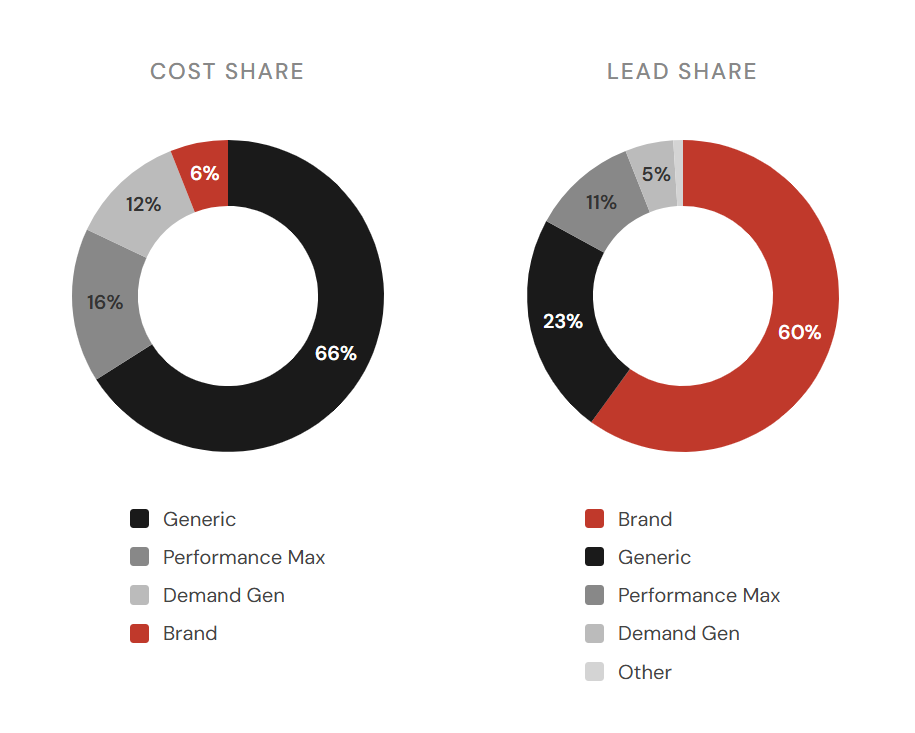 COST SHARE
6%
12%
16%
66%
Generic
Performance Max
Demand Gen
Brand
LEAD SHARE
5%
11%
23%
60%
Brand
Generic
Performance Max
Demand Gen
Other